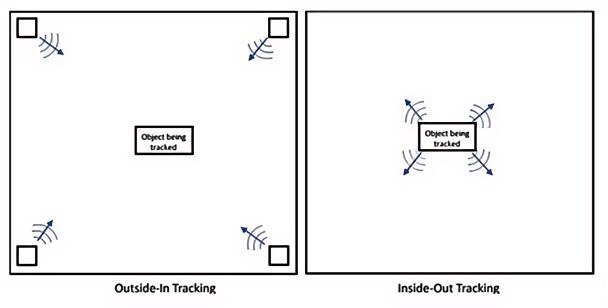 Object being
tracked
Object being
tracked
Outside-In Tracking
Inside-Out Tracking